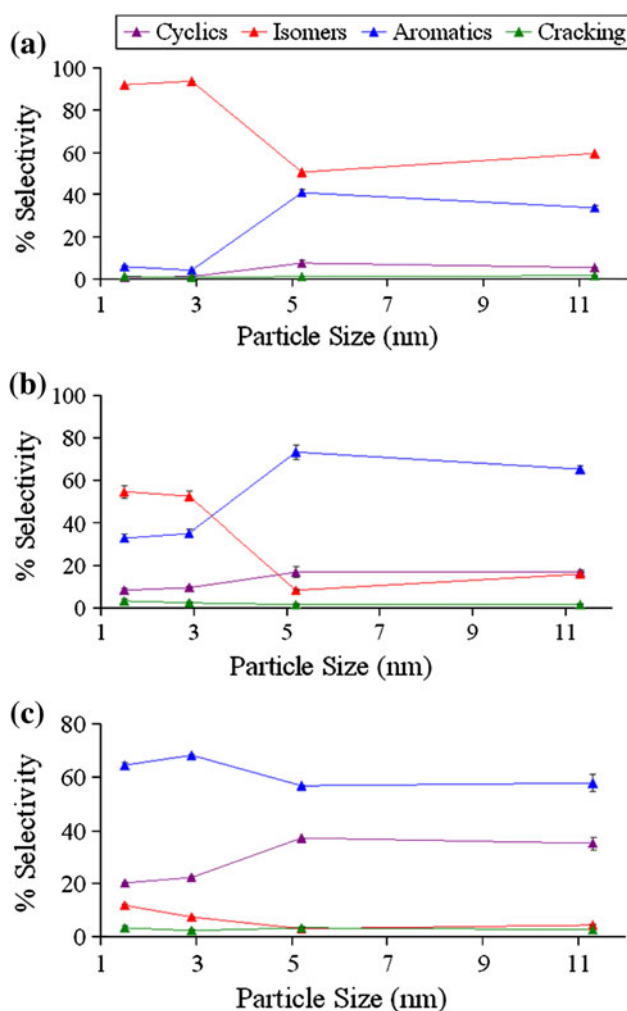 Cyclics Isomers Aromatics Cracking
(a)
100
80
60
40
20
0
% Selectivity
1 3 5 7 9 11
Particle Size (nm)
(b)
100
80
60
40
20
0
% Selectivity
1 3 5 7 9 11
Particle Size (nm)
(c)
80
60
40
20
0
% Selectivity
1 3 5 7 9 11
Particle Size (nm)